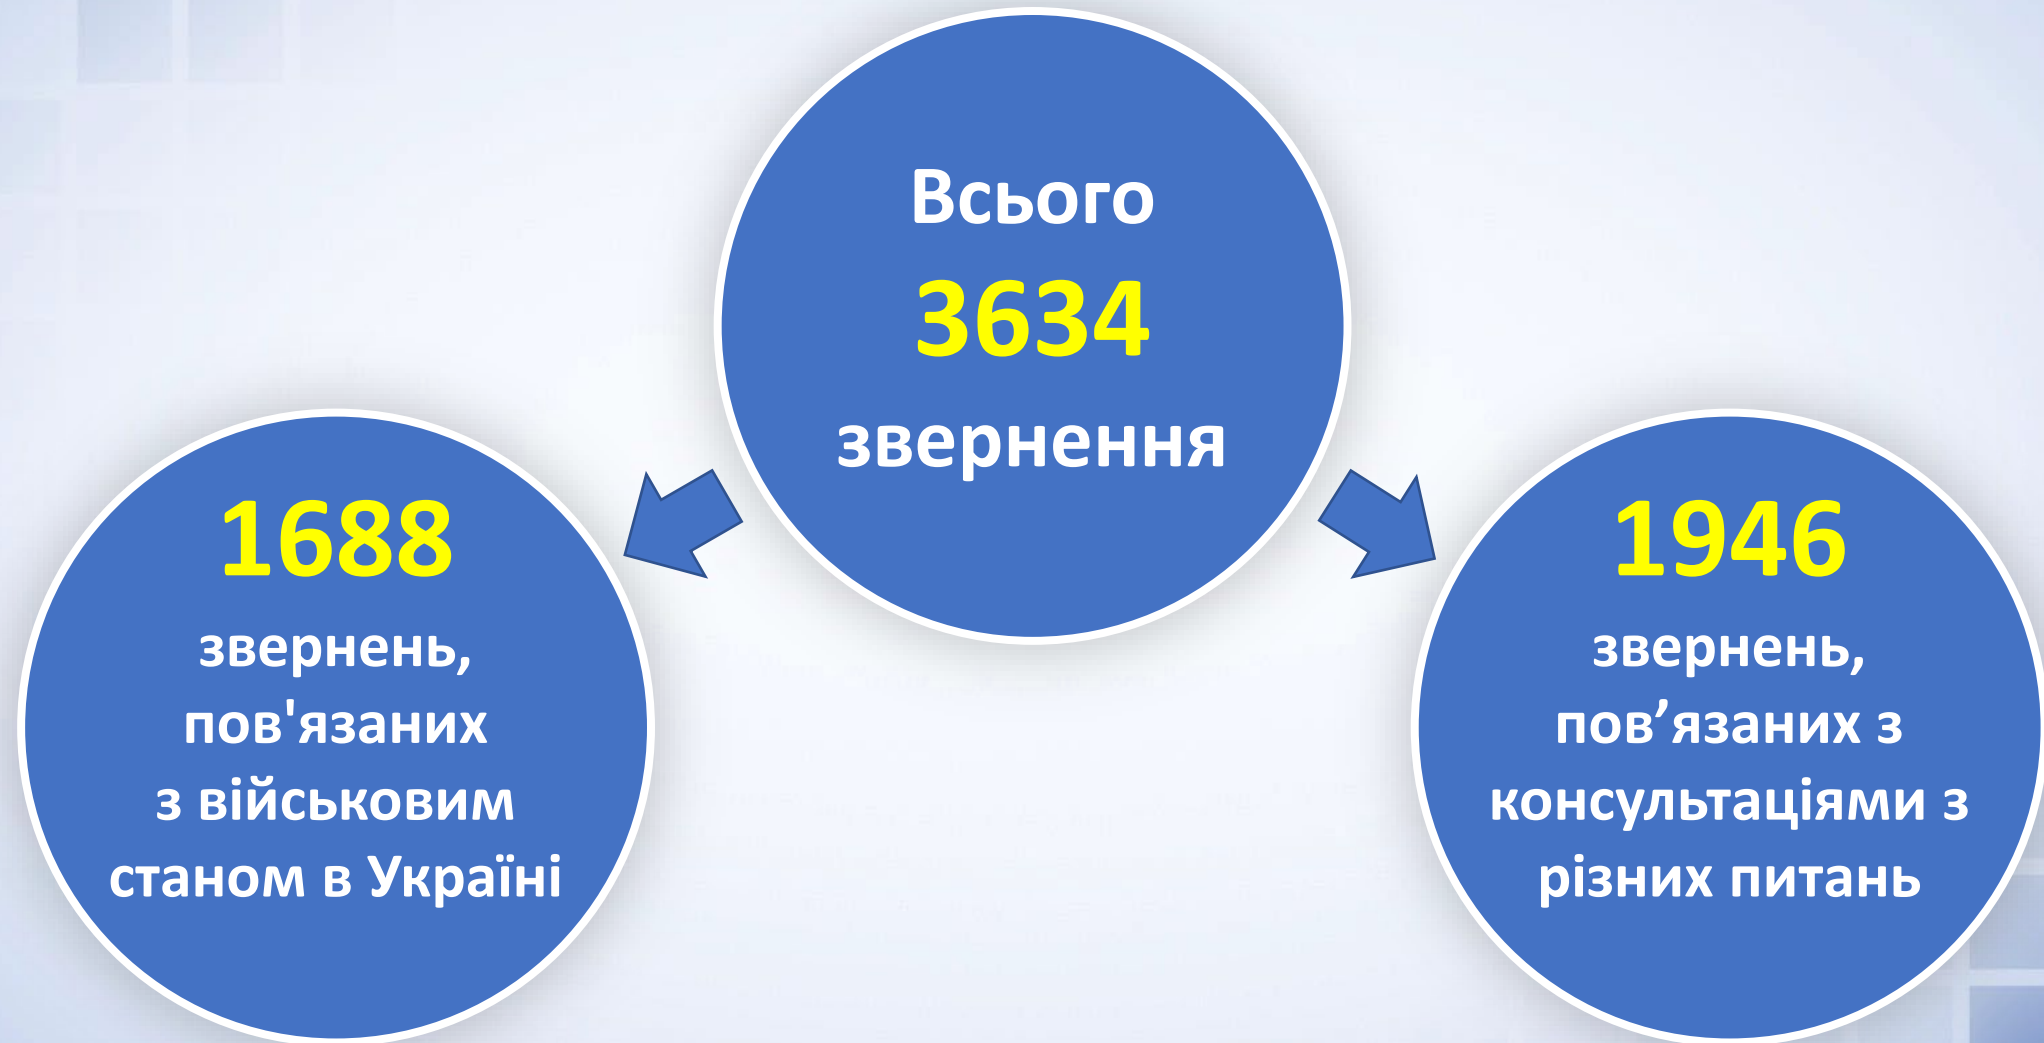 Всього
3634
звернення
1688
звернень,
пов'язаних
з військовим
станом в Україні
1946
звернень,
пов’язаних з
консультаціями з
різних питань